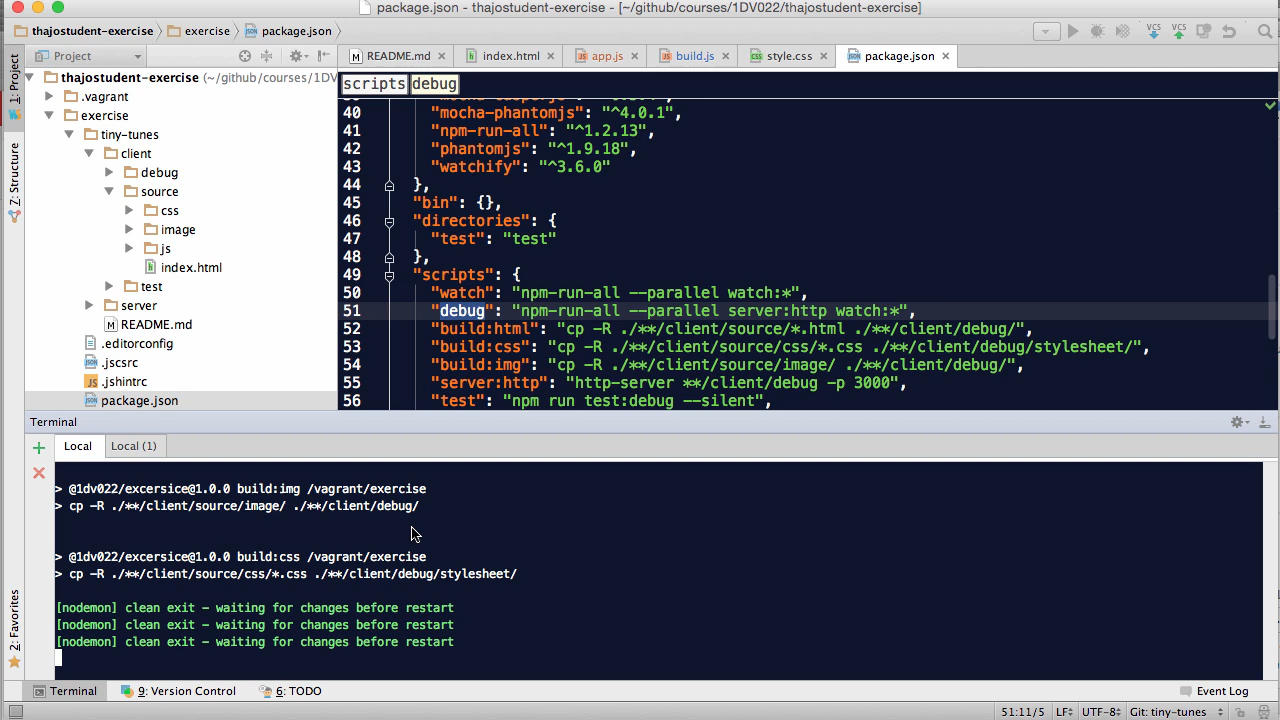 package.json - thajostudent-exercise - [~/github/courses/1DV022/thajostudent-exercise]
thajostudent-exercise exercise package.json
Project
README.md index.html app.js build.js style.css package.json
1: Project
Z: Structure
2: Favorites
thajostudent-exercise (~/github/courses/1DV
.vagrant
exercise
tiny-tunes
client
debug
source
css
image
js
index.html
test
server
README.md
.editorconfig
.jscsrc
.jshintrc
package.json
scripts debug
40 "mocha-phantomjs": "^4.0.1",
41 "npm-run-all": "^1.2.13",
42 "phantomjs": "^1.9.18",
43 "watchify": "^3.6.0"
44 },
45 "bin": {},
46 "directories": {
47 "test": "test"
48 },
49 "scripts": {
50 "watch": "npm-run-all --parallel watch:*",
51 "debug": "npm-run-all --parallel server:http watch:*",
52 "build:html": "cp -R ./**/client/source/*.html ./**/client/debug/",
53 "build:css": "cp -R ./**/client/source/css/*.css ./**/client/debug/stylesheet/",
54 "build:img": "cp -R ./**/client/source/image/ ./**/client/debug/",
55 "server:http": "http-server **/client/debug -p 3000",
56 "test": "npm run test:debug --silent",
Terminal
Local Local (1)
> @1dv022/excersice@1.0.0 build:img /vagrant/exercise
> cp -R ./**/client/source/image/ ./**/client/debug/
> @1dv022/excersice@1.0.0 build:css /vagrant/exercise
> cp -R ./**/client/source/css/*.css ./**/client/debug/stylesheet/
[nodemon] clean exit - waiting for changes before restart
[nodemon] clean exit - waiting for changes before restart
[nodemon] clean exit - waiting for changes before restart
Terminal 9: Version Control 6: TODO Event Log
51:11/5 LF UTF-8 Git: tiny-tunes